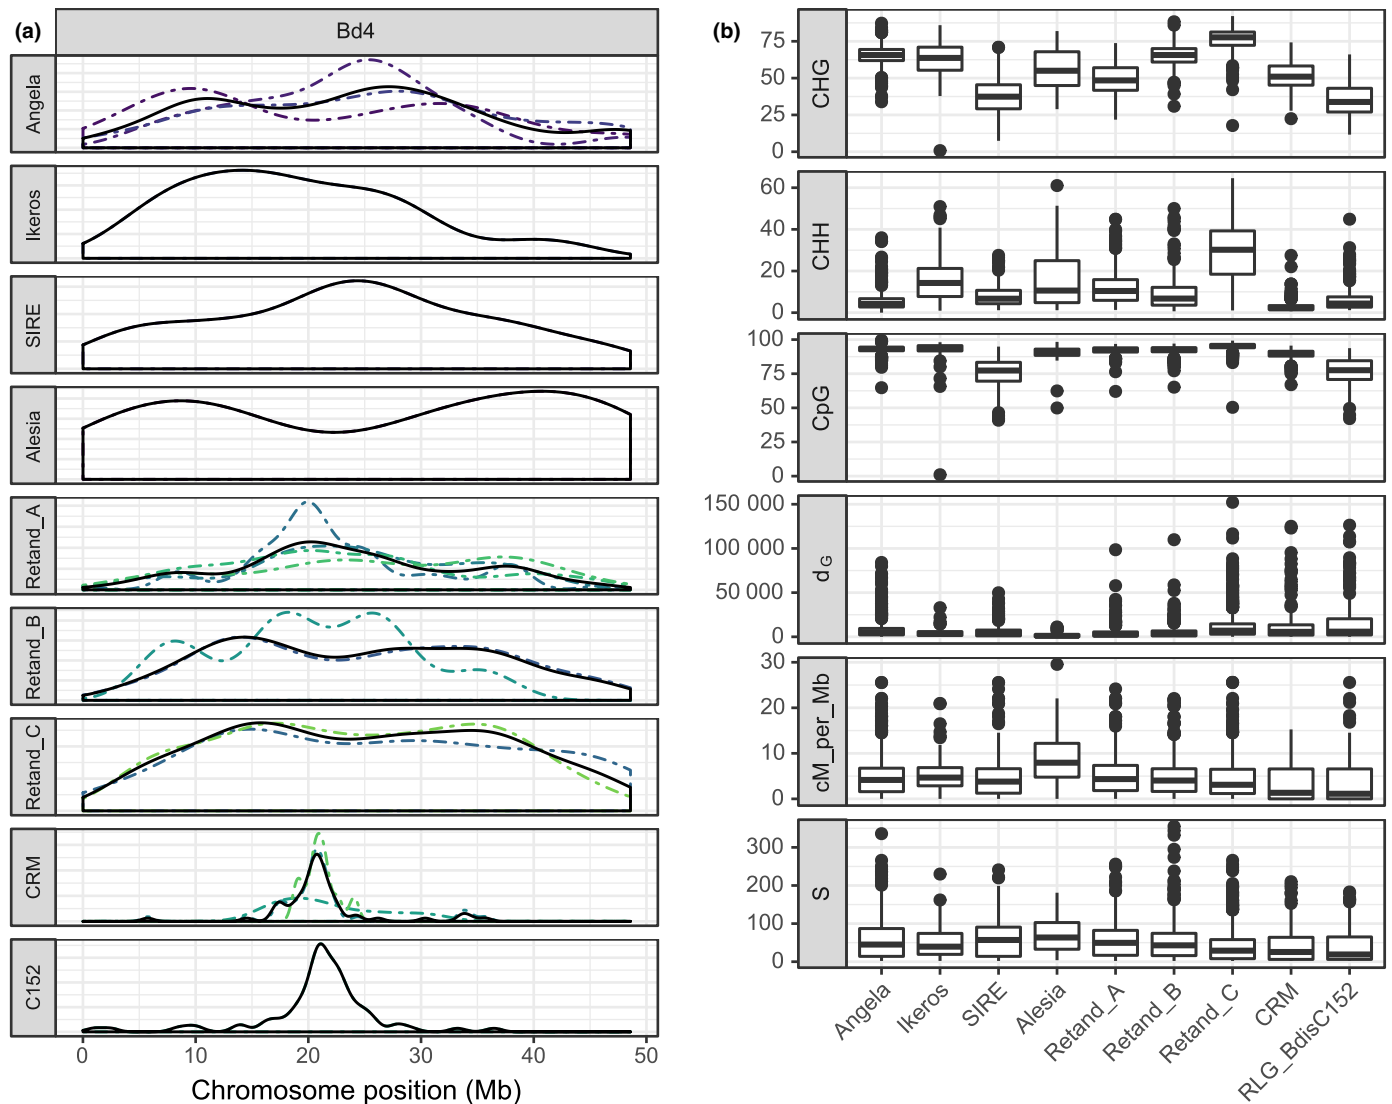 (a)
Bd4
Angela
Ikeros
SIRE
Alesia
Retand_A
Retand_B
Retand_C
CRM
C152
0 10 20 30 40 50
Chromosome position (Mb)
(b)
CHG
75
50
25
0
CHH
60
40
20
0
CpG
100
75
50
25
0
dG
150 000
100 000
50 000
0
cM_per_Mb
30
20
10
0
S
300
200
100
0
Angela
Ikeros
SIRE
Alesia
Retand_A
Retand_B
Retand_C
CRM
RLG_BdisC152